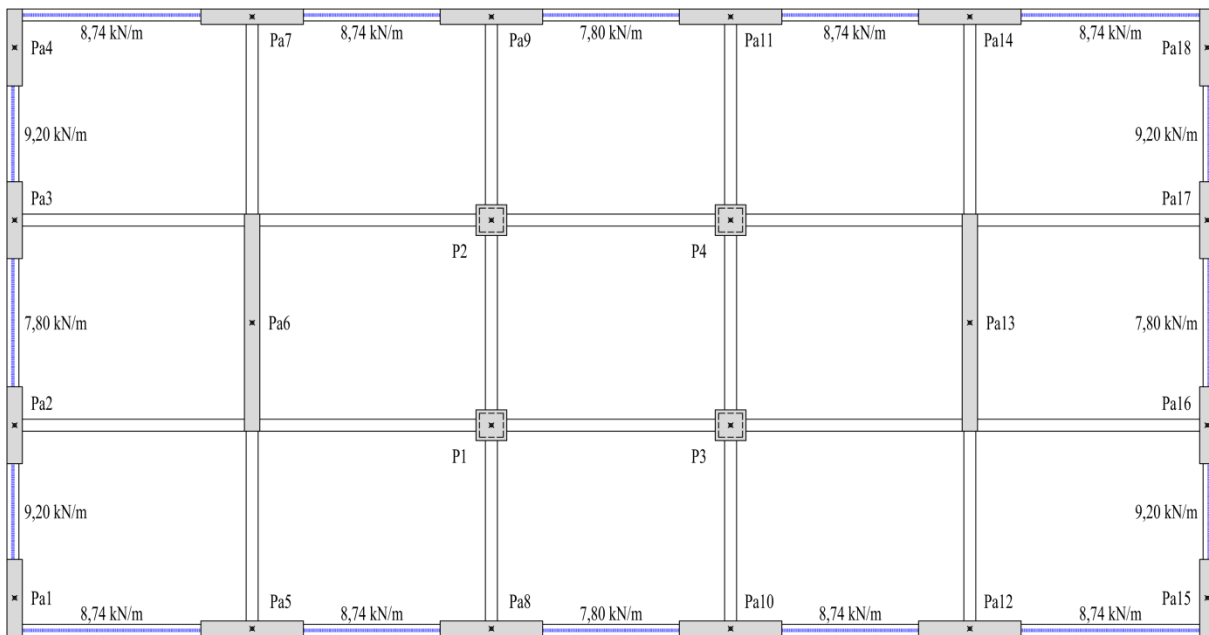 8,74 kN/m
8,74 kN/m
7,80 kN/m
8,74 kN/m
8,74 kN/m
Pa4
Pa7
Pa9
Pa11
Pa14
Pa18
9,20 kN/m
9,20 kN/m
Pa3
Pa17
P2
P4
7,80 kN/m
Pa6
Pa13
7,80 kN/m
Pa2
Pa16
P1
P3
9,20 kN/m
9,20 kN/m
Pa1
Pa5
Pa8
Pa10
Pa12
Pa15
8,74 kN/m
8,74 kN/m
7,80 kN/m
8,74 kN/m
8,74 kN/m